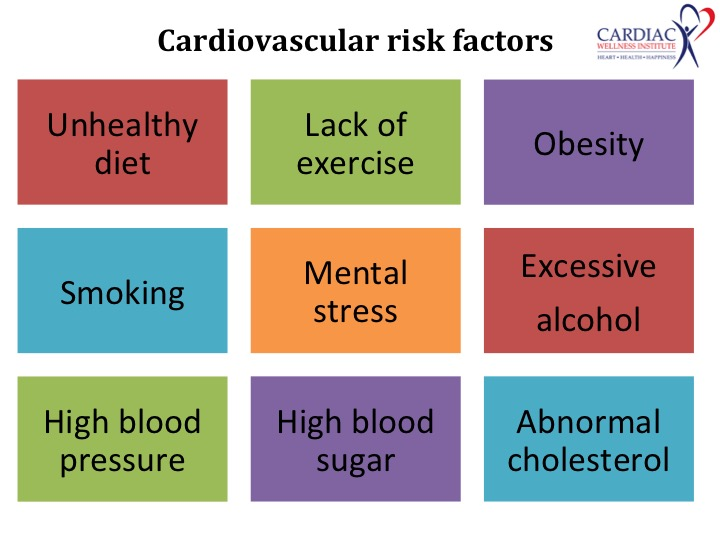 Cardiovascular risk factors
CARDIAC
WELLNESS INSTITUTE
HEART • HEALTH • HAPPINESS
Unhealthy
diet
Lack of
exercise
Obesity
Smoking
Mental
stress
Excessive
alcohol
High blood
pressure
High blood
sugar
Abnormal
cholesterol